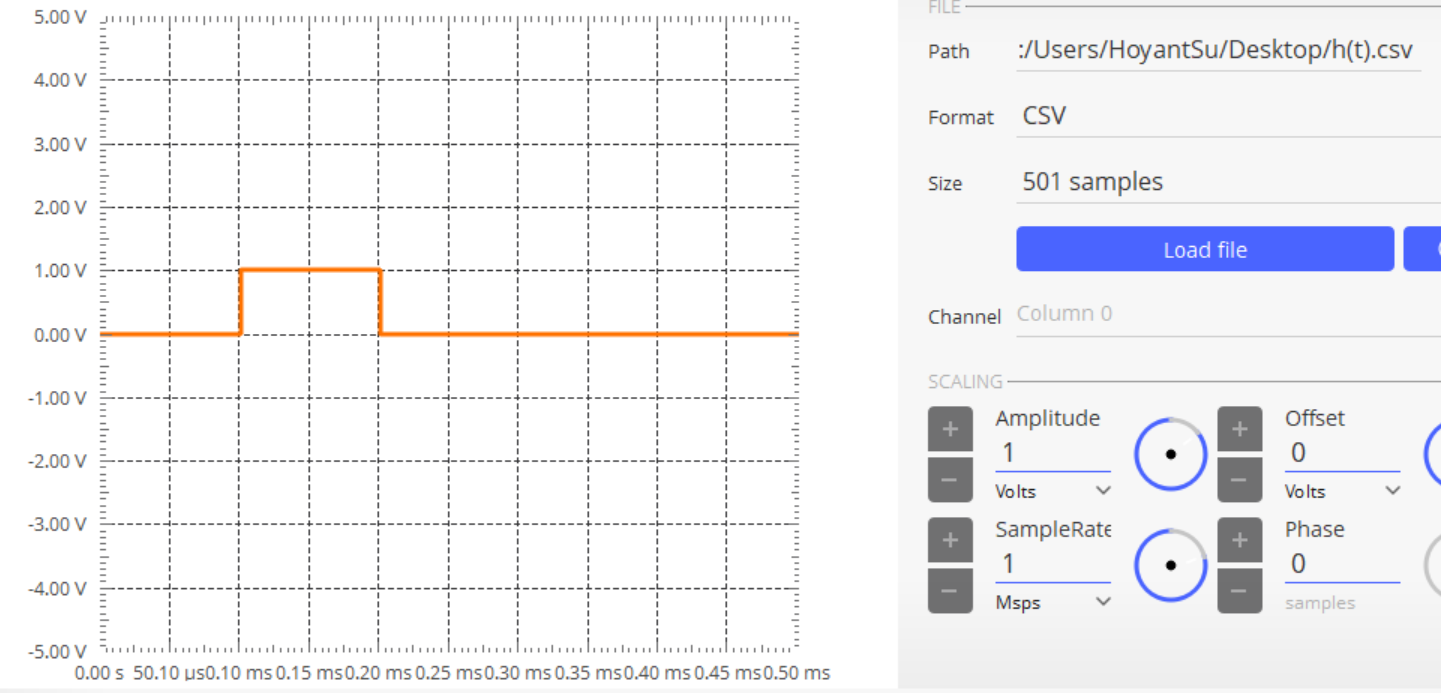 5.00 V
4.00 V
3.00 V
2.00 V
1.00 V
0.00 V
-1.00 V
-2.00 V
-3.00 V
-4.00 V
-5.00 V
0.00 s 50.10 µs 0.10 ms 0.15 ms 0.20 ms 0.25 ms 0.30 ms 0.35 ms 0.40 ms 0.45 ms 0.50 ms
FILE
Path :/Users/HoyantSu/Desktop/h(t).csv
Format CSV
Size 501 samples
Load file
Channel Column 0
SCALING
Amplitude Offset
1 0
Volts Volts
SampleRate Phase
1 0
Msps samples